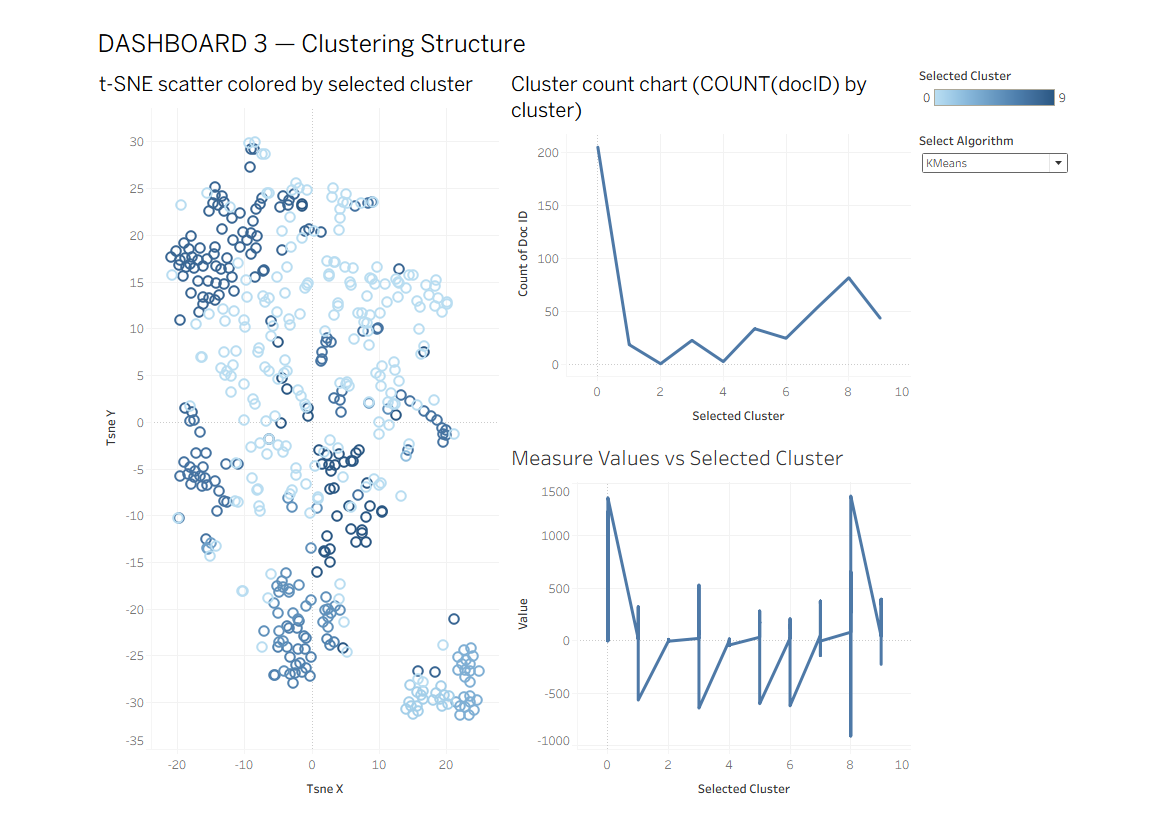 DASHBOARD 3 — Clustering Structure
t-SNE scatter colored by selected cluster
Tsne Y
30
25
20
15
10
5
0
-5
-10
-15
-20
-25
-30
-35
-20 -10 0 10 20
Tsne X
Cluster count chart (COUNT(docID) by
cluster)
Count of Doc ID
200
150
100
50
0
0 2 4 6 8 10
Selected Cluster
Measure Values vs Selected Cluster
Value
1500
1000
500
0
-500
-1000
0 2 4 6 8 10
Selected Cluster
Selected Cluster
0 9
Select Algorithm
KMeans